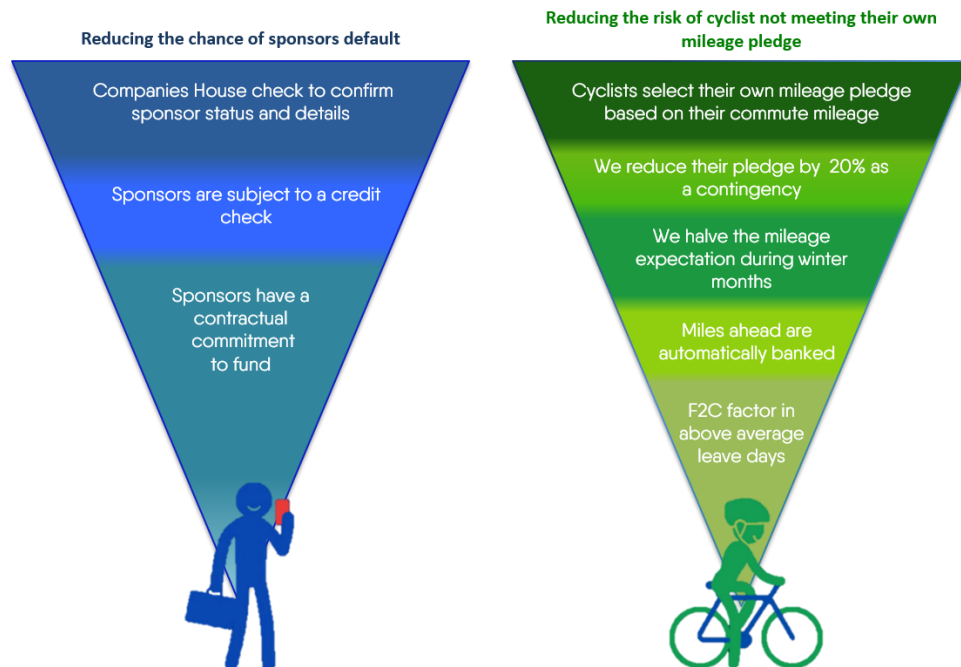 Reducing the chance of sponsors default
Companies House check to confirm
sponsor status and details
Sponsors are subject to a credit
check
Sponsors have a
contractual
commitment
to fund
Reducing the risk of cyclist not meeting their own
mileage pledge
Cyclists select their own mileage pledge
based on their commute mileage
We reduce their pledge by 20% as
a contingency
We halve the mileage
expectation during winter
months
Miles ahead are
automatically banked
F2C factor in
above average
leave days